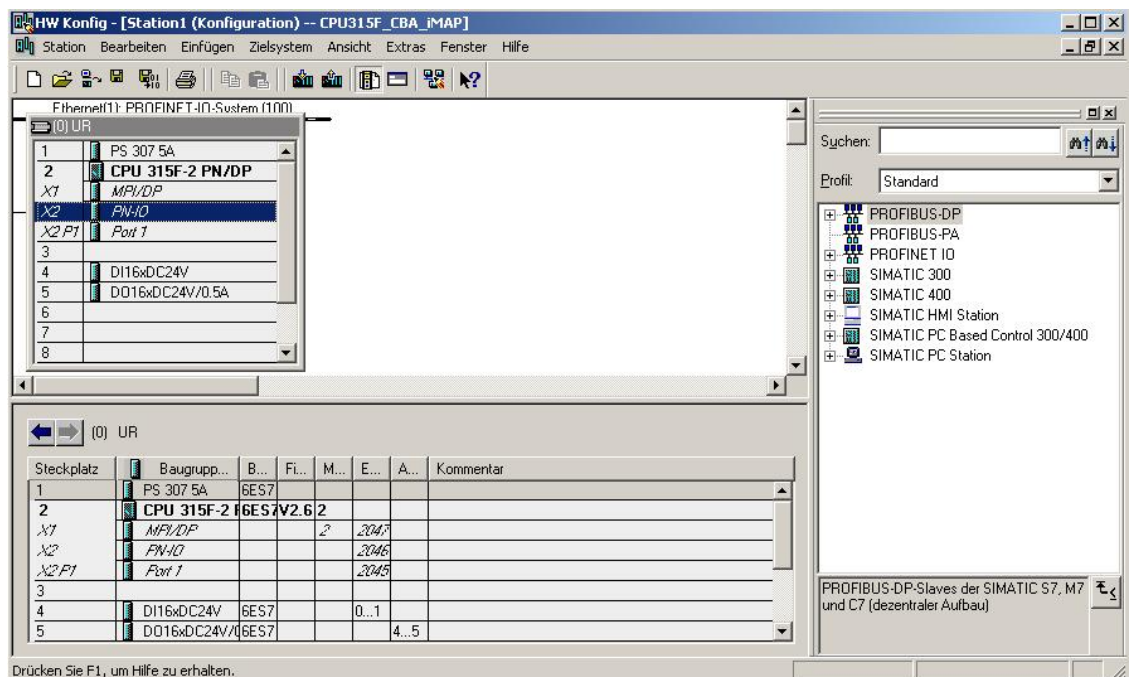 HW Konfig - [Station1 (Konfiguration) -- CPU315F_CBA_iMAP]
Station Bearbeiten Einfügen Zielsystem Ansicht Extras Fenster Hilfe
Ethernet(1): PROFINET-IO-System (100)
(0) UR
1 PS 307 5A
2 CPU 315F-2 PN/DP
X1 MPI/DP
X2 PN-IO
X2 P1 Port 1
3
4 DI16xDC24V
5 DO16xDC24V/0.5A
6
7
8
Suchen:
Profil: Standard
PROFIBUS-DP
PROFIBUS-PA
PROFINET IO
SIMATIC 300
SIMATIC 400
SIMATIC HMI Station
SIMATIC PC Based Control 300/400
SIMATIC PC Station
PROFIBUS-DP-Slaves der SIMATIC S7, M7
und C7 (dezentraler Aufbau)
(0) UR
Steckplatz Baugrupp... B... Fi... M... E... A... Kommentar
1 PS 307 5A 6ES7
2 CPU 315F-2 6ES7 V2.6 2
X1 MPI/DP 2 2047
X2 PN-IO 2046
X2 P1 Port 1 2045
3
4 DI16xDC24V 6ES7 0...1
5 DO16xDC24V/0 6ES7 4...5
Drücken Sie F1, um Hilfe zu erhalten.